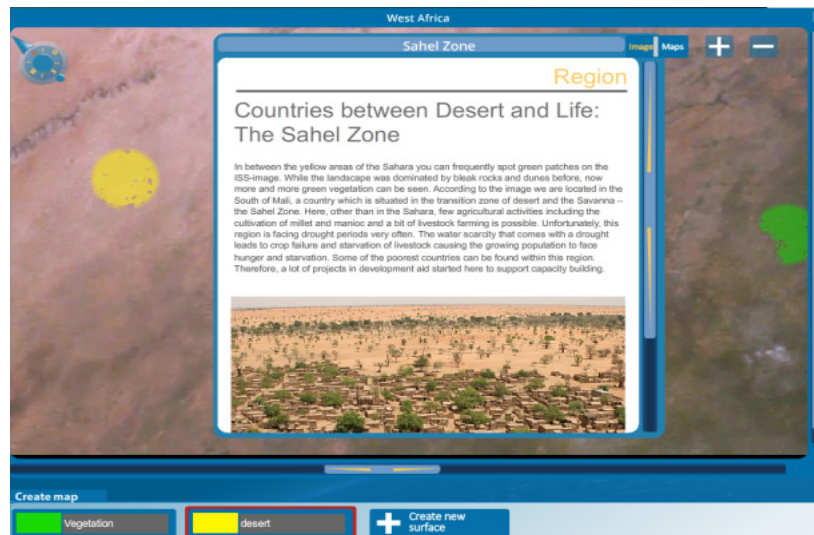 West Africa
Sahel Zone
Image Maps
Region
Countries between Desert and Life:
The Sahel Zone
In between the yellow areas of the Sahara you can frequently spot green patches on the
ISS-image. While the landscape was dominated by bleak rocks and dunes before, now
more and more green vegetation can be seen. According to the image we are located in the
South of Mali, a country which is situated in the transition zone of desert and the Savanna –
the Sahel Zone. Here, other than in the Sahara, few agricultural activities including the
cultivation of millet and manioc and a bit of livestock farming is possible. Unfortunately, this
region is facing drought periods very often. The water scarcity that comes with a drought
leads to crop failure and starvation of livestock causing the growing population to face
hunger and starvation. Some of the poorest countries can be found within this region.
Therefore, a lot of projects in development aid started here to support capacity building.
Create map
Vegetation
desert
Create new
surface